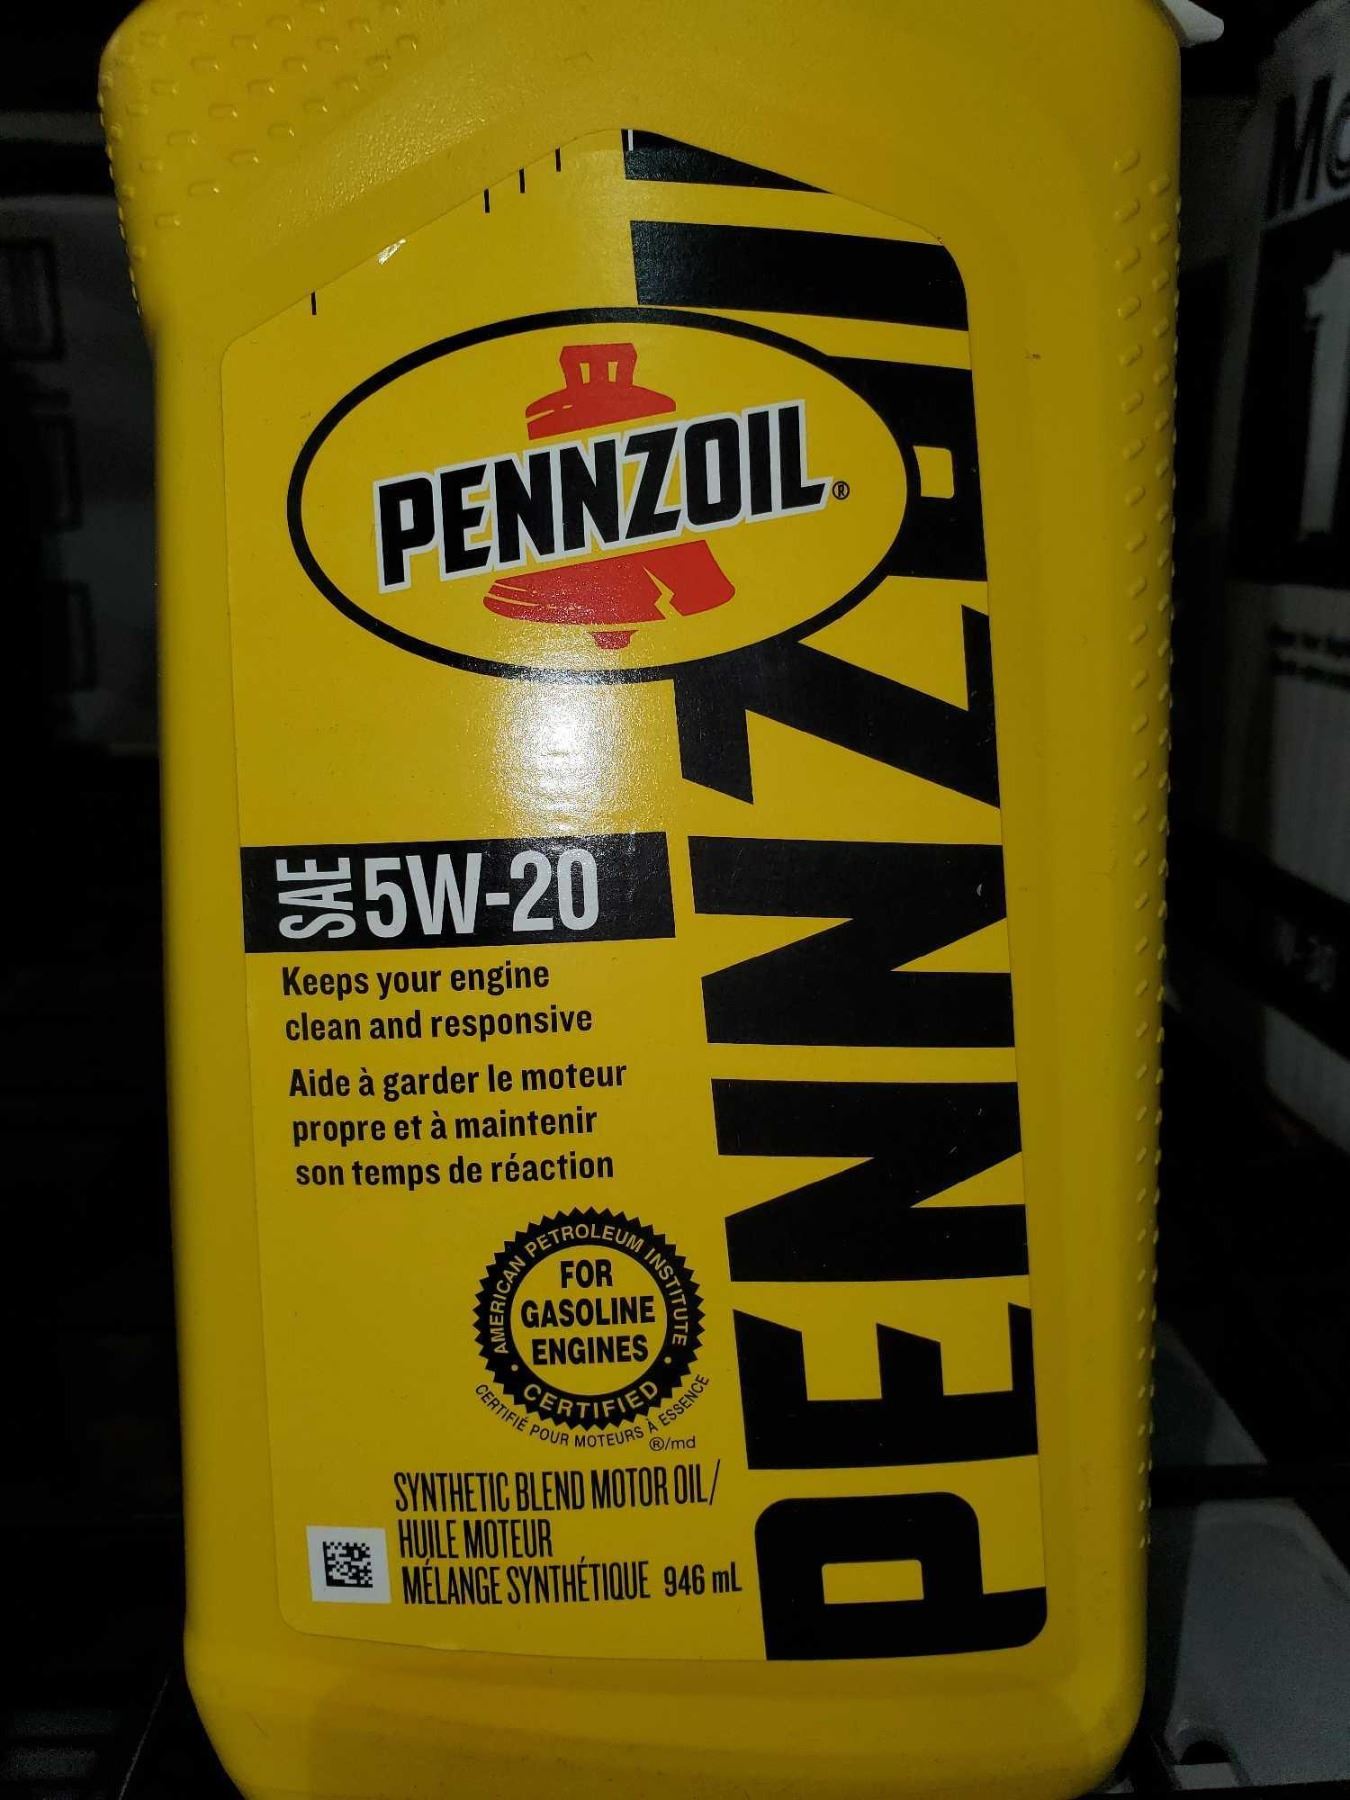 PENNZOIL®
PENNZOIL
SAE 5W-20
Keeps your engine
clean and responsive
Aide à garder le moteur
propre et à maintenir
son temps de réaction
AMERICAN PETROLEUM INSTITUTE
FOR
GASOLINE
ENGINES
CERTIFIED
CERTIFIÉ POUR MOTEURS À ESSENCE
®/md
SYNTHETIC BLEND MOTOR OIL/
HUILE MOTEUR
MÉLANGE SYNTHÉTIQUE 946 mL
1